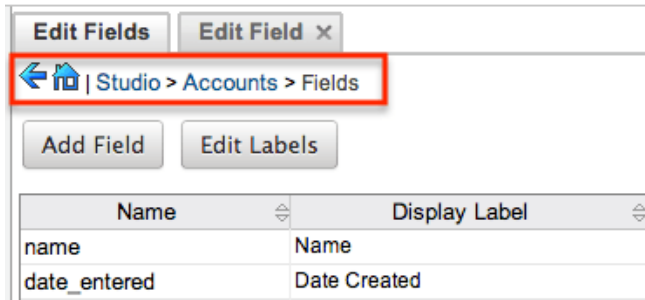 Edit Fields Edit Field ×
| Studio > Accounts > Fields
Add Field Edit Labels
Name Display Label
name Name
date_entered Date Created